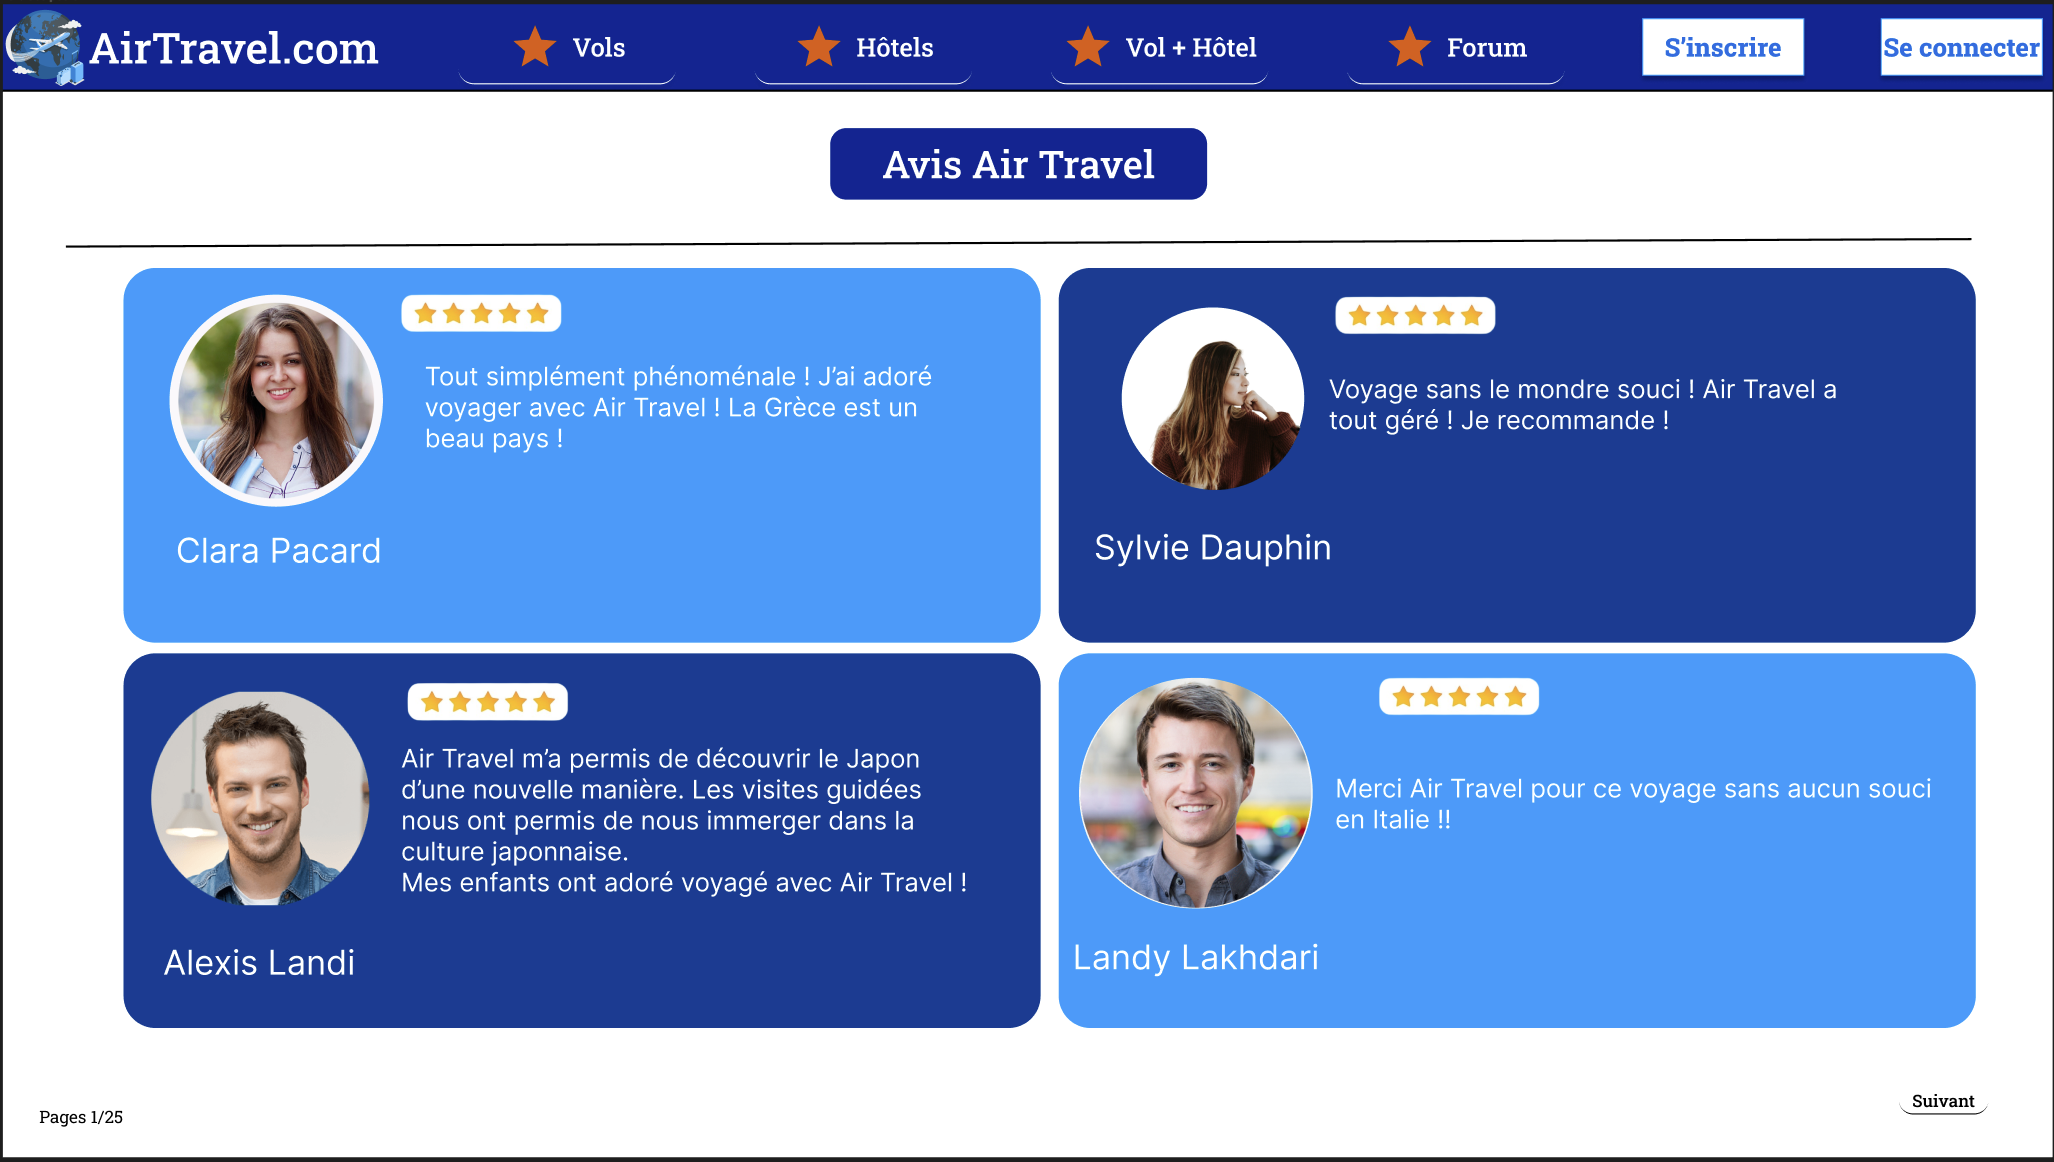 AirTravel.com
Vols
Hôtels
Vol + Hôtel
Forum
S'inscrire
Se connecter
Avis Air Travel
Tout simplément phénoménale ! J'ai adoré
voyager avec Air Travel ! La Grèce est un
beau pays !
Clara Pacard
Voyage sans le mondre souci ! Air Travel a
tout géré ! Je recommande !
Sylvie Dauphin
Air Travel m'a permis de découvrir le Japon
d'une nouvelle manière. Les visites guidées
nous ont permis de nous immerger dans la
culture japonnaise.
Mes enfants ont adoré voyagé avec Air Travel !
Alexis Landi
Merci Air Travel pour ce voyage sans aucun souci
en Italie !!
Landy Lakhdari
Pages 1/25
Suivant